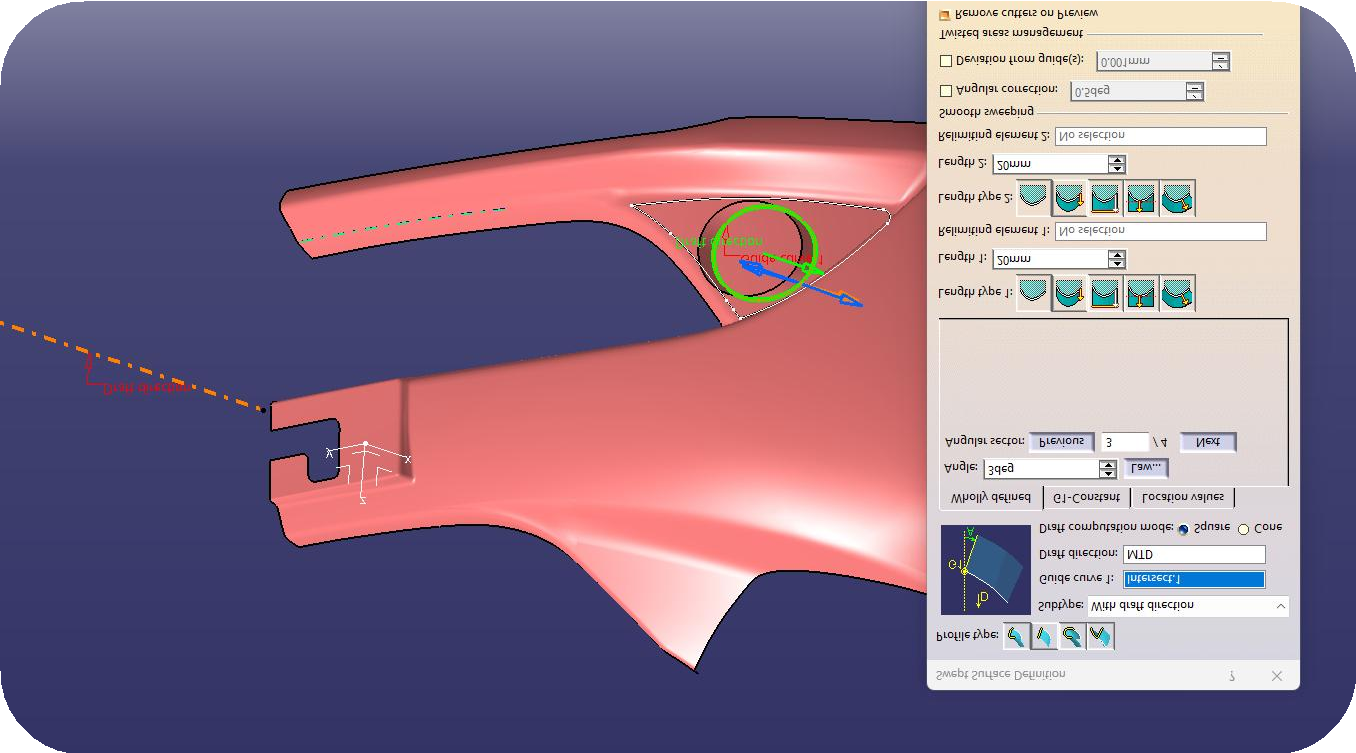 Swept Surface Definition ? ×
Profile type:
Subtype: With draft direction
Guide curve 1: Intersect.1
Draft direction: MTD
Draft computation mode: Square Cone
G1 D A
Wholly defined G1-Constant Location values
Angle: 3deg Law...
Angular sector: Previous 3 / 4 Next
Length type 1:
Length 1: 20mm
Relimiting element 1: No selection
Length type 2:
Length 2: 20mm
Relimiting element 2: No selection
Smooth sweeping
Angular correction: 0.5deg
Deviation from guide(s): 0.001mm
Twisted areas management
Remove cutters on Preview
z
x
y
Draft direction
Guide curve 1
Draft direction